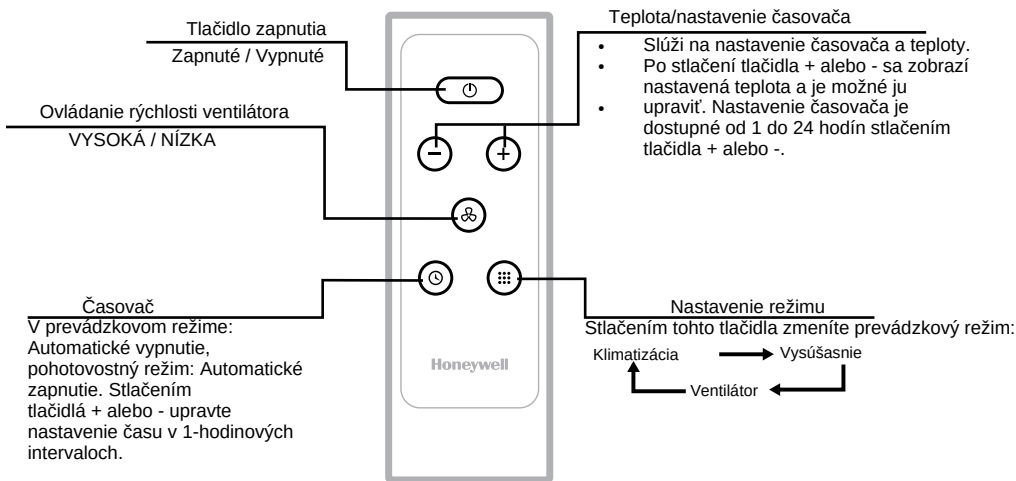 Tlačidlo zapnutia
Zapnuté / Vypnuté
Ovládanie rýchlosti ventilátora
VYSOKÁ / NÍZKA
Teplota/nastavenie časovača
• Slúži na nastavenie časovača a teploty.
• Po stlačení tlačidla + alebo - sa zobrazí
nastavená teplota a je možné ju
• upraviť. Nastavenie časovača je
dostupné od 1 do 24 hodín stlačením
tlačidla + alebo -.
Časovač
V prevádzkovom režime:
Automatické vypnutie,
pohotovostný režim: Automatické
zapnutie. Stlačením
tlačidlá + alebo - upravte
nastavenie času v 1-hodinových
intervaloch.
Honeywell
Nastavenie režimu
Stlačením tohto tlačidla zmeníte prevádzkový režim:
Klimatizácia
Vysúšasnie
Ventilátor